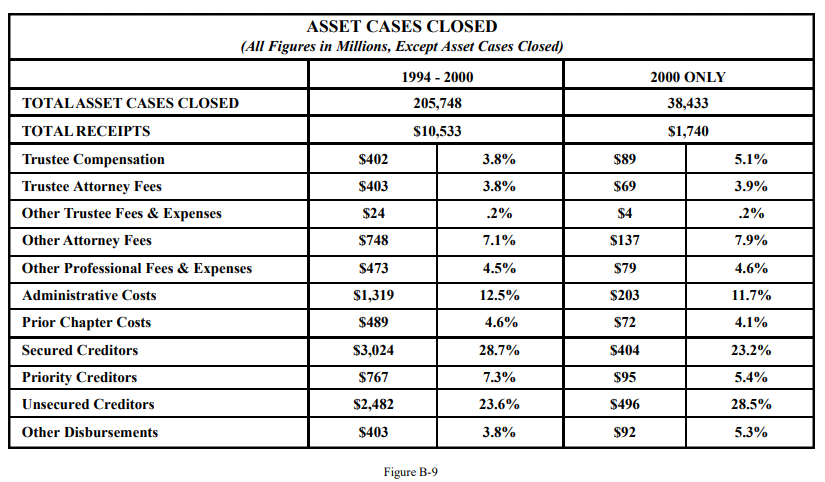 ASSET CASES CLOSED
(All Figures in Millions, Except Asset Cases Closed)
1994 - 2000 2000 ONLY
TOTAL ASSET CASES CLOSED 205,748 38,433
TOTAL RECEIPTS $10,533 $1,740
Trustee Compensation $402 3.8% $89 5.1%
Trustee Attorney Fees $403 3.8% $69 3.9%
Other Trustee Fees & Expenses $24 .2% $4 .2%
Other Attorney Fees $748 7.1% $137 7.9%
Other Professional Fees & Expenses $473 4.5% $79 4.6%
Administrative Costs $1,319 12.5% $203 11.7%
Prior Chapter Costs $489 4.6% $72 4.1%
Secured Creditors $3,024 28.7% $404 23.2%
Priority Creditors $767 7.3% $95 5.4%
Unsecured Creditors $2,482 23.6% $496 28.5%
Other Disbursements $403 3.8% $92 5.3%
Figure B-9